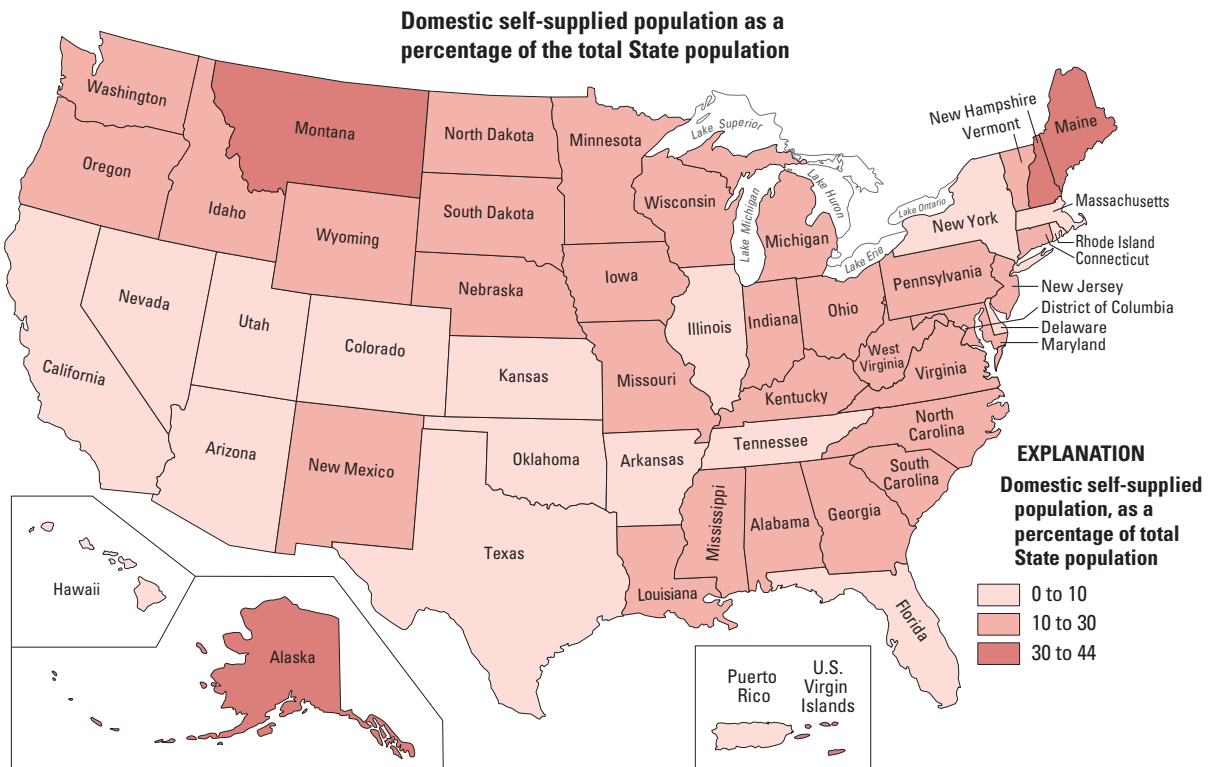 Domestic self-supplied population as a
percentage of the total State population
Washington
Oregon
Idaho
Montana
Wyoming
North Dakota
South Dakota
Nebraska
Minnesota
Iowa
Wisconsin
Michigan
Lake Superior
Lake Michigan
Lake Huron
Lake Erie
Lake Ontario
New Hampshire
Vermont
Maine
New York
Massachusetts
Rhode Island
Connecticut
New Jersey
District of Columbia
Delaware
Maryland
Pennsylvania
Ohio
Indiana
Illinois
West
Virginia
Virginia
Kentucky
Missouri
Kansas
Colorado
Utah
Nevada
California
Arizona
New Mexico
Oklahoma
Arkansas
Tennessee
North
Carolina
South
Carolina
Georgia
Alabama
Mississippi
Louisiana
Texas
Florida
Hawaii
Alaska
Puerto
Rico
U.S.
Virgin
Islands
EXPLANATION
Domestic self-supplied
population, as a
percentage of total
State population
0 to 10
10 to 30
30 to 44